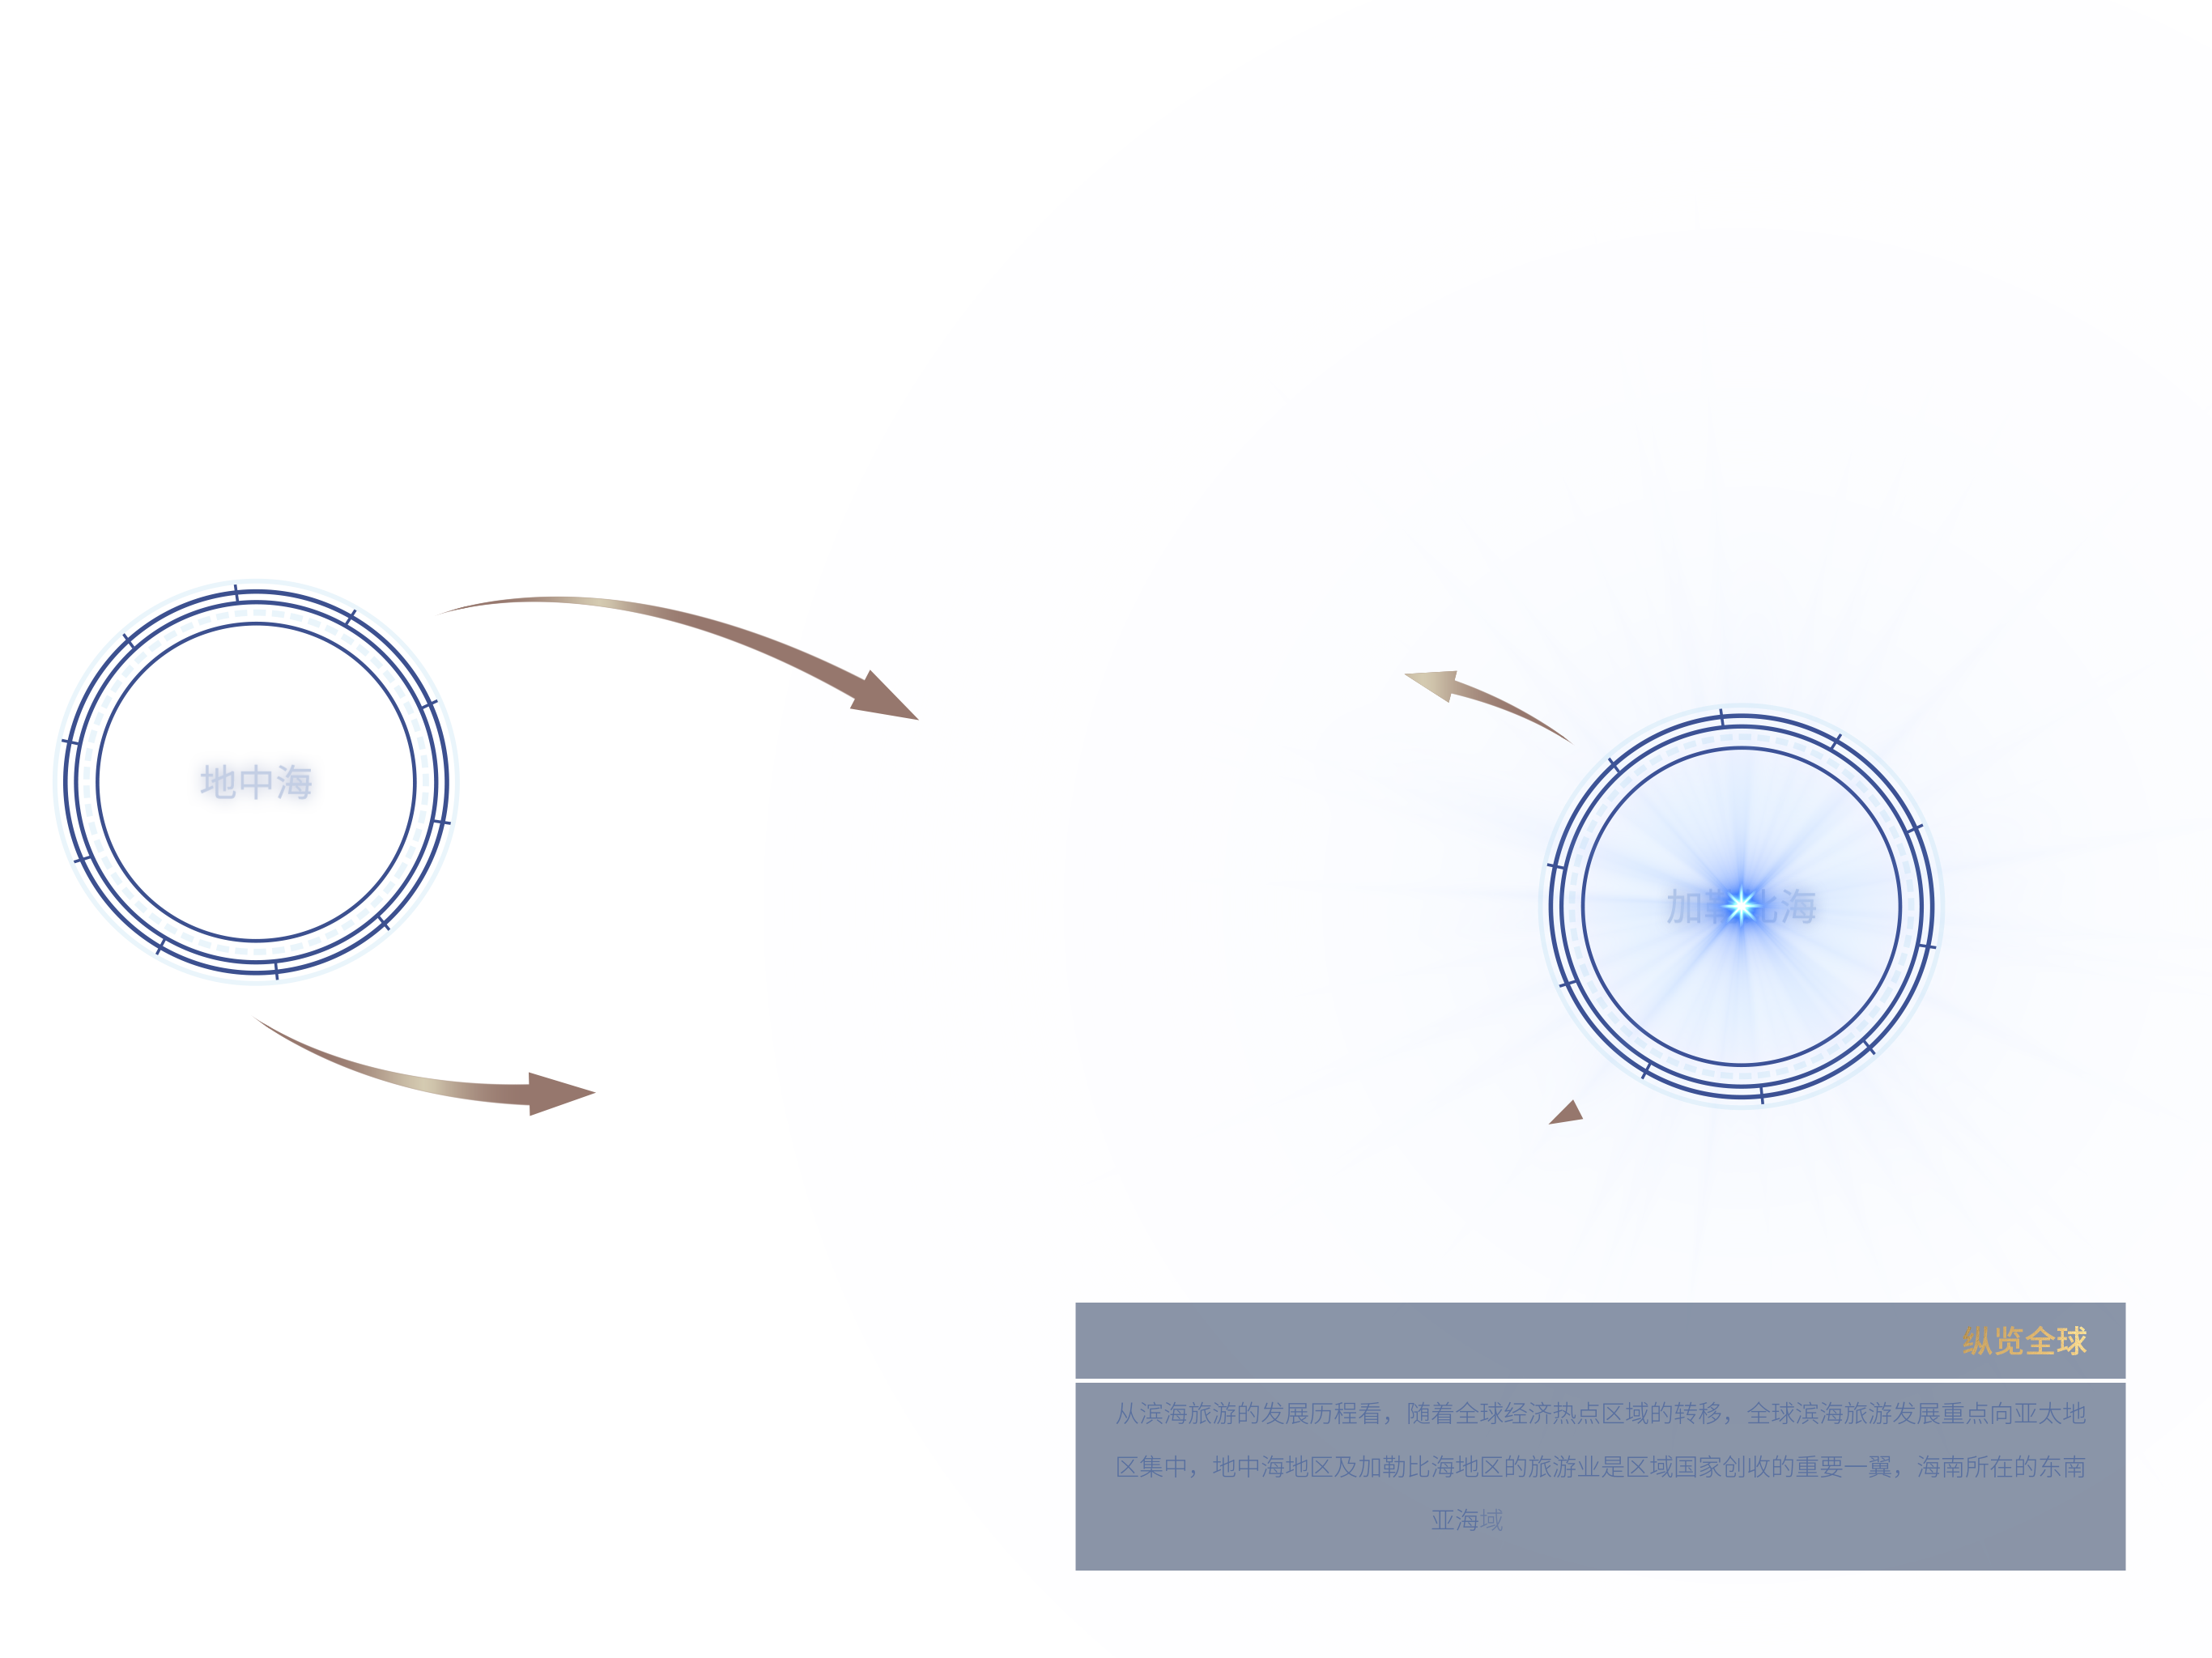 地中海
加勒比海
纵览全球
从滨海旅游的发展历程看，随着全球经济热点区域的转移，全球滨海旅游发展重点向亚太地
区集中，地中海地区及加勒比海地区的旅游业是区域国家创收的重要一翼，海南所在的东南
亚海域